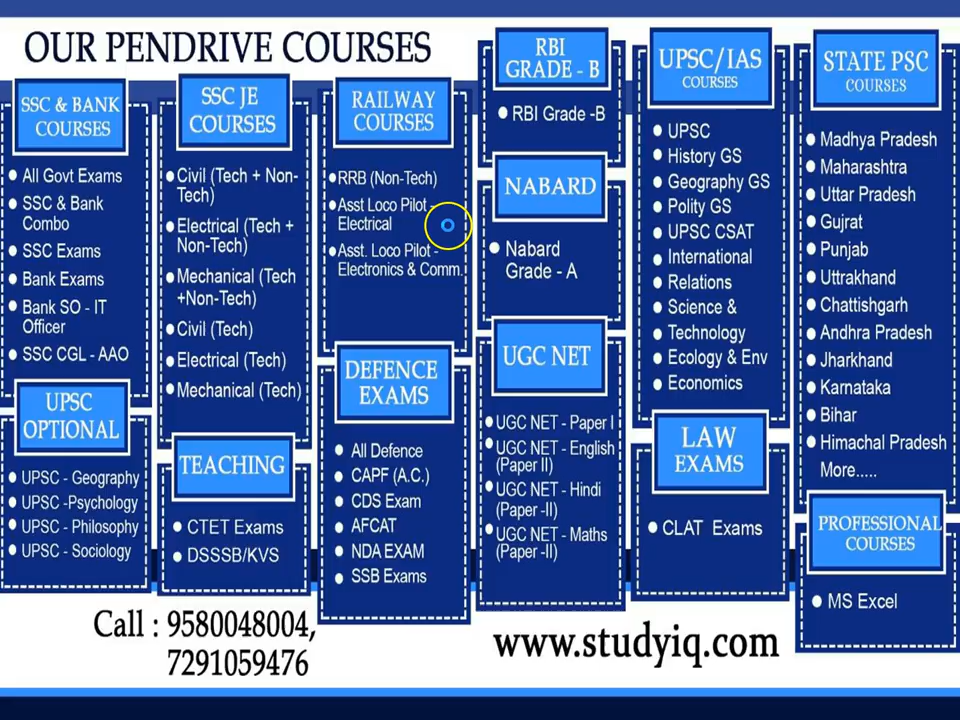 OUR PENDRIVE COURSES
SSC & BANK
COURSES
All Govt Exams
SSC & Bank
Combo
SSC Exams
Bank Exams
Bank SO - IT
Officer
SSC CGL - AAO
UPSC
OPTIONAL
UPSC - Geography
UPSC -Psychology
UPSC - Philosophy
UPSC - Sociology
SSC JE
COURSES
Civil (Tech + Non-
Tech)
Electrical (Tech +
Non-Tech)
Mechanical (Tech
+Non-Tech)
Civil (Tech)
Electrical (Tech)
Mechanical (Tech)
TEACHING
CTET Exams
DSSSB/KVS
RAILWAY
COURSES
RRB (Non-Tech)
Asst Loco Pilot -
Electrical
Asst. Loco Pilot -
Electronics & Comm.
DEFENCE
EXAMS
All Defence
CAPF (A.C.)
CDS Exam
AFCAT
NDA EXAM
SSB Exams
RBI
GRADE - B
RBI Grade -B
NABARD
Nabard
Grade - A
UGC NET
UGC NET - Paper I
UGC NET - English
(Paper II)
UGC NET - Hindi
(Paper -II)
UGC NET - Maths
(Paper -II)
UPSC/IAS
COURSES
UPSC
History GS
Geography GS
Polity GS
UPSC CSAT
International
Relations
Science &
Technology
Ecology & Env
Economics
LAW
EXAMS
CLAT Exams
STATE PSC
COURSES
Madhya Pradesh
Maharashtra
Uttar Pradesh
Gujrat
Punjab
Uttrakhand
Chattishgarh
Andhra Pradesh
Jharkhand
Karnataka
Bihar
Himachal Pradesh
More.....
PROFESSIONAL
COURSES
MS Excel
Call : 9580048004,
7291059476
www.studyiq.com